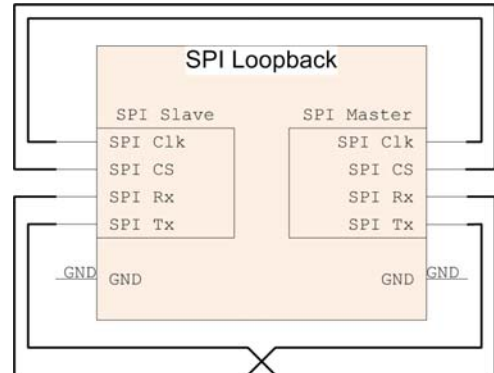 SPI Loopback
SPI Slave SPI Master
SPI Clk SPI Clk
SPI CS SPI CS
SPI Rx SPI Rx
SPI Tx SPI Tx
GND GND GND GND